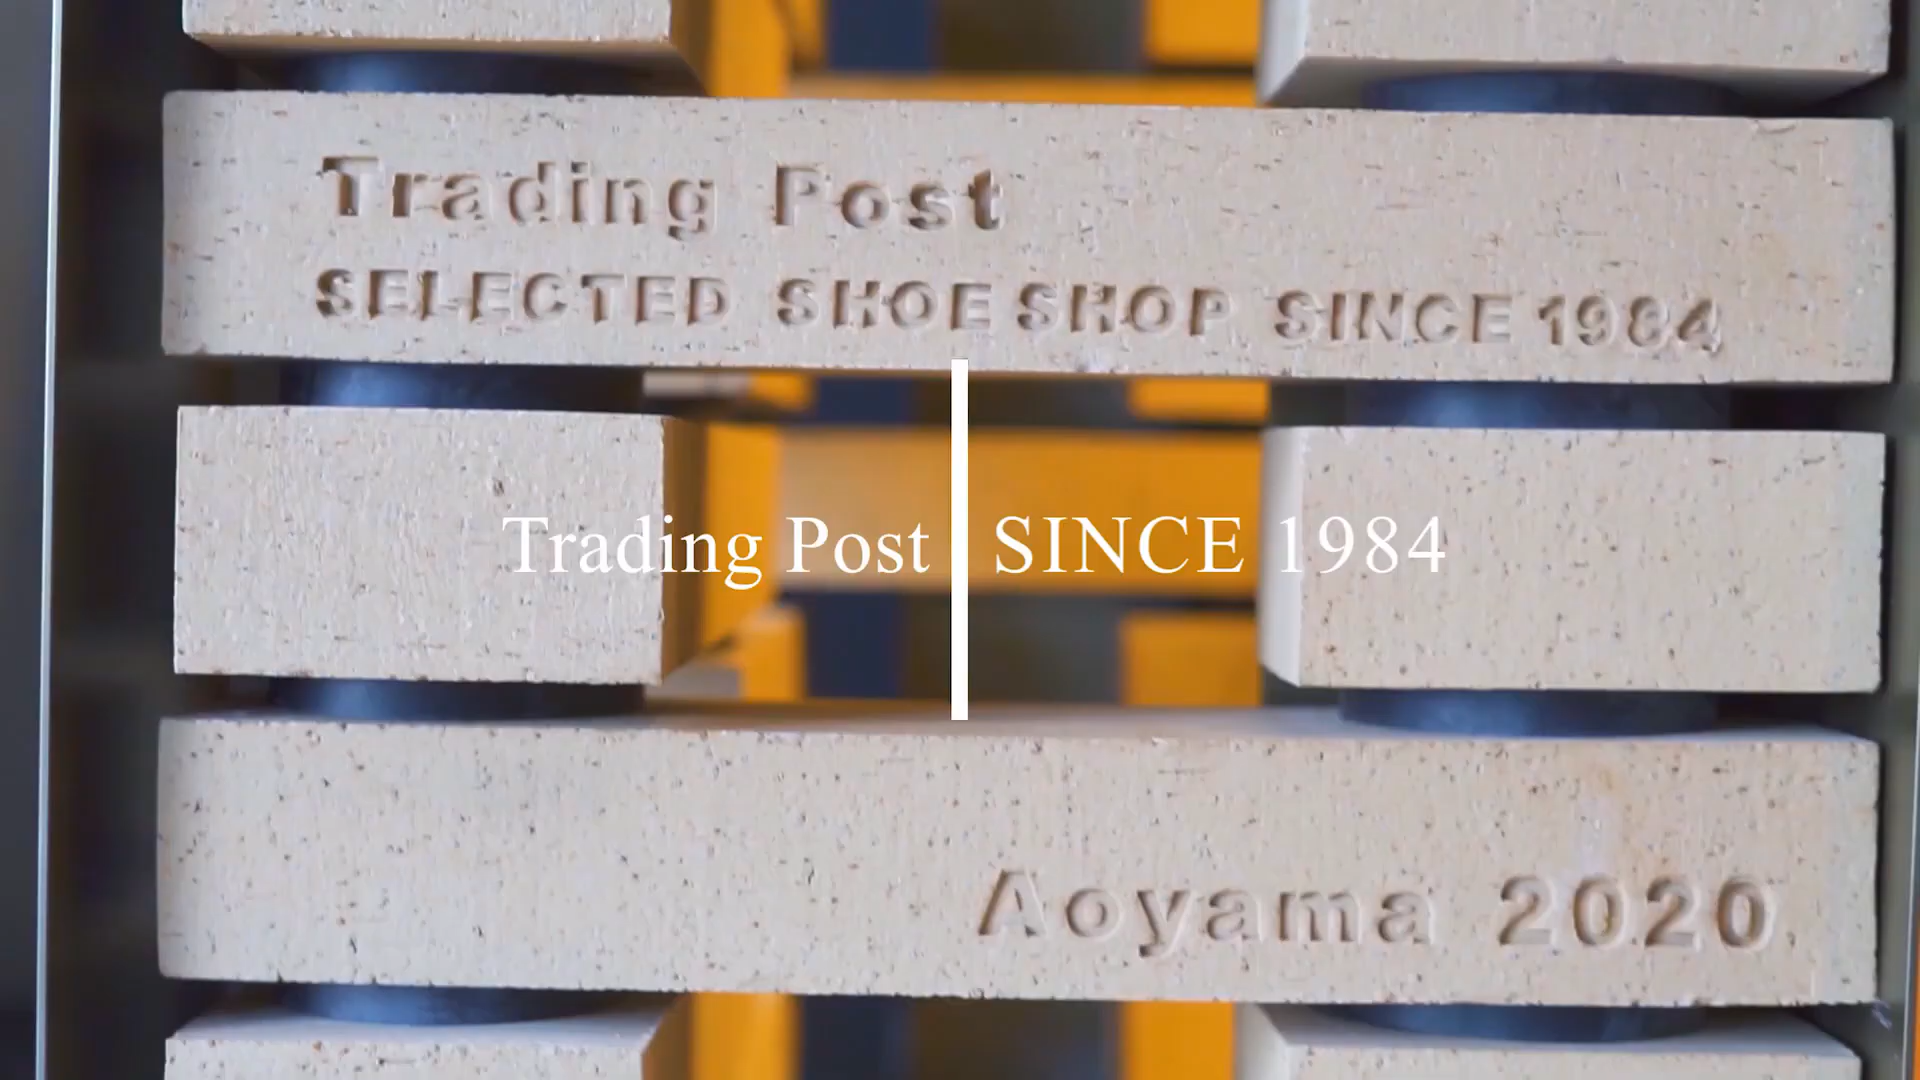 Trading Post
SELECTED SHOE SHOP SINCE 1984
Trading Post | SINCE 1984
Aoyama 2020